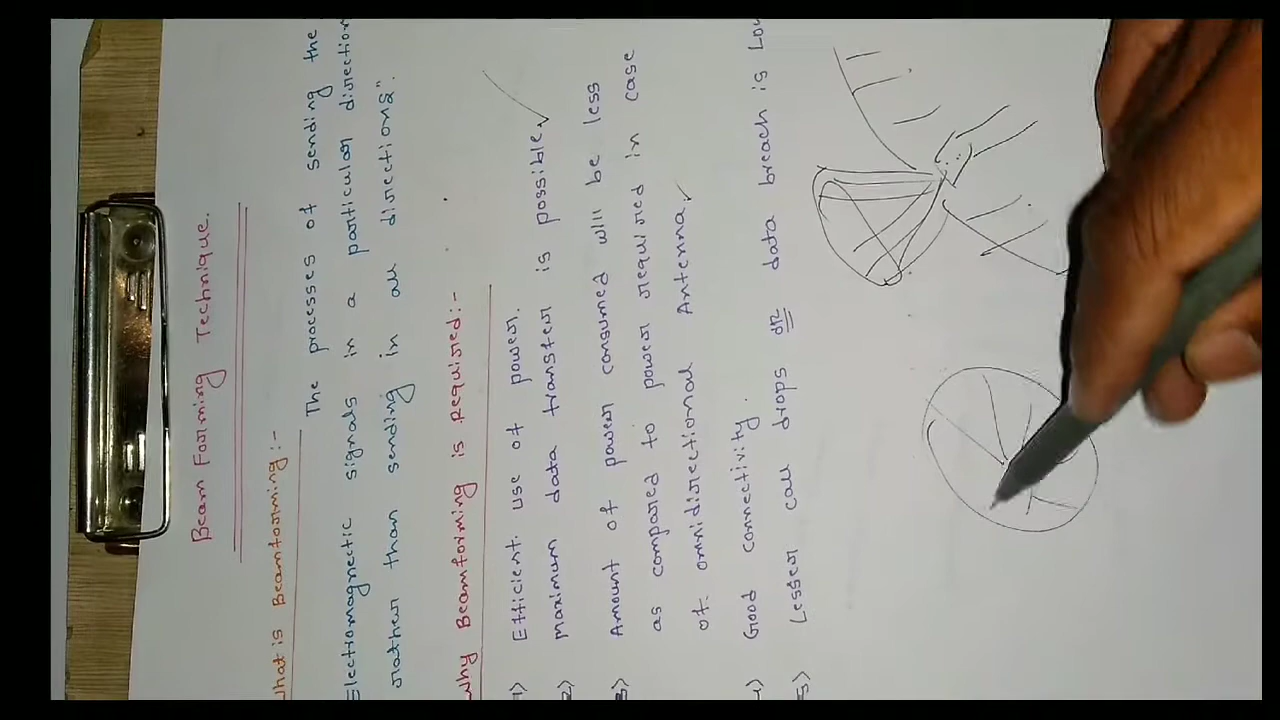 Beam Forming Technique.
What is Beamforming:-
The processes of sending the
Electromagnetic signals in a particular direction
rather than sending in all directions".
Why Beamforming is Required:-
1) Efficient use of power.
2) Maximum data transfer is possible.
3) Amount of power consumed will be less
as compared to power required in case
of omnidirectional Antenna.
4) Good connectivity.
5) Lesser call drops or data breach is Low